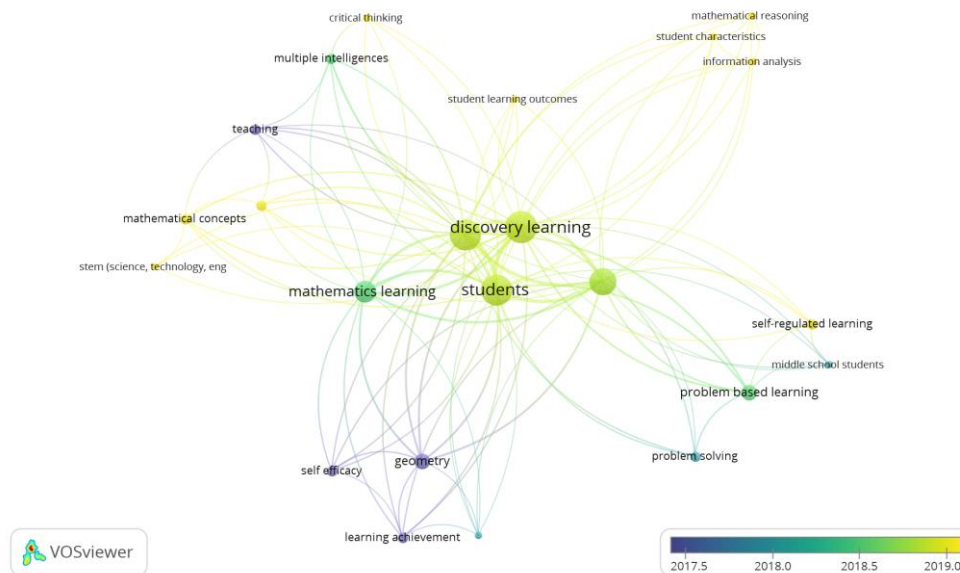 critical thinking
mathematical reasoning
student characteristics
multiple intelligences
information analysis
student learning outcomes
teaching
mathematical concepts
discovery learning
stem (science, technology, eng
mathematics learning
students
self-regulated learning
middle school students
problem based learning
problem solving
geometry
self efficacy
learning achievement
VOSviewer
2017.5 2018.0 2018.5 2019.0